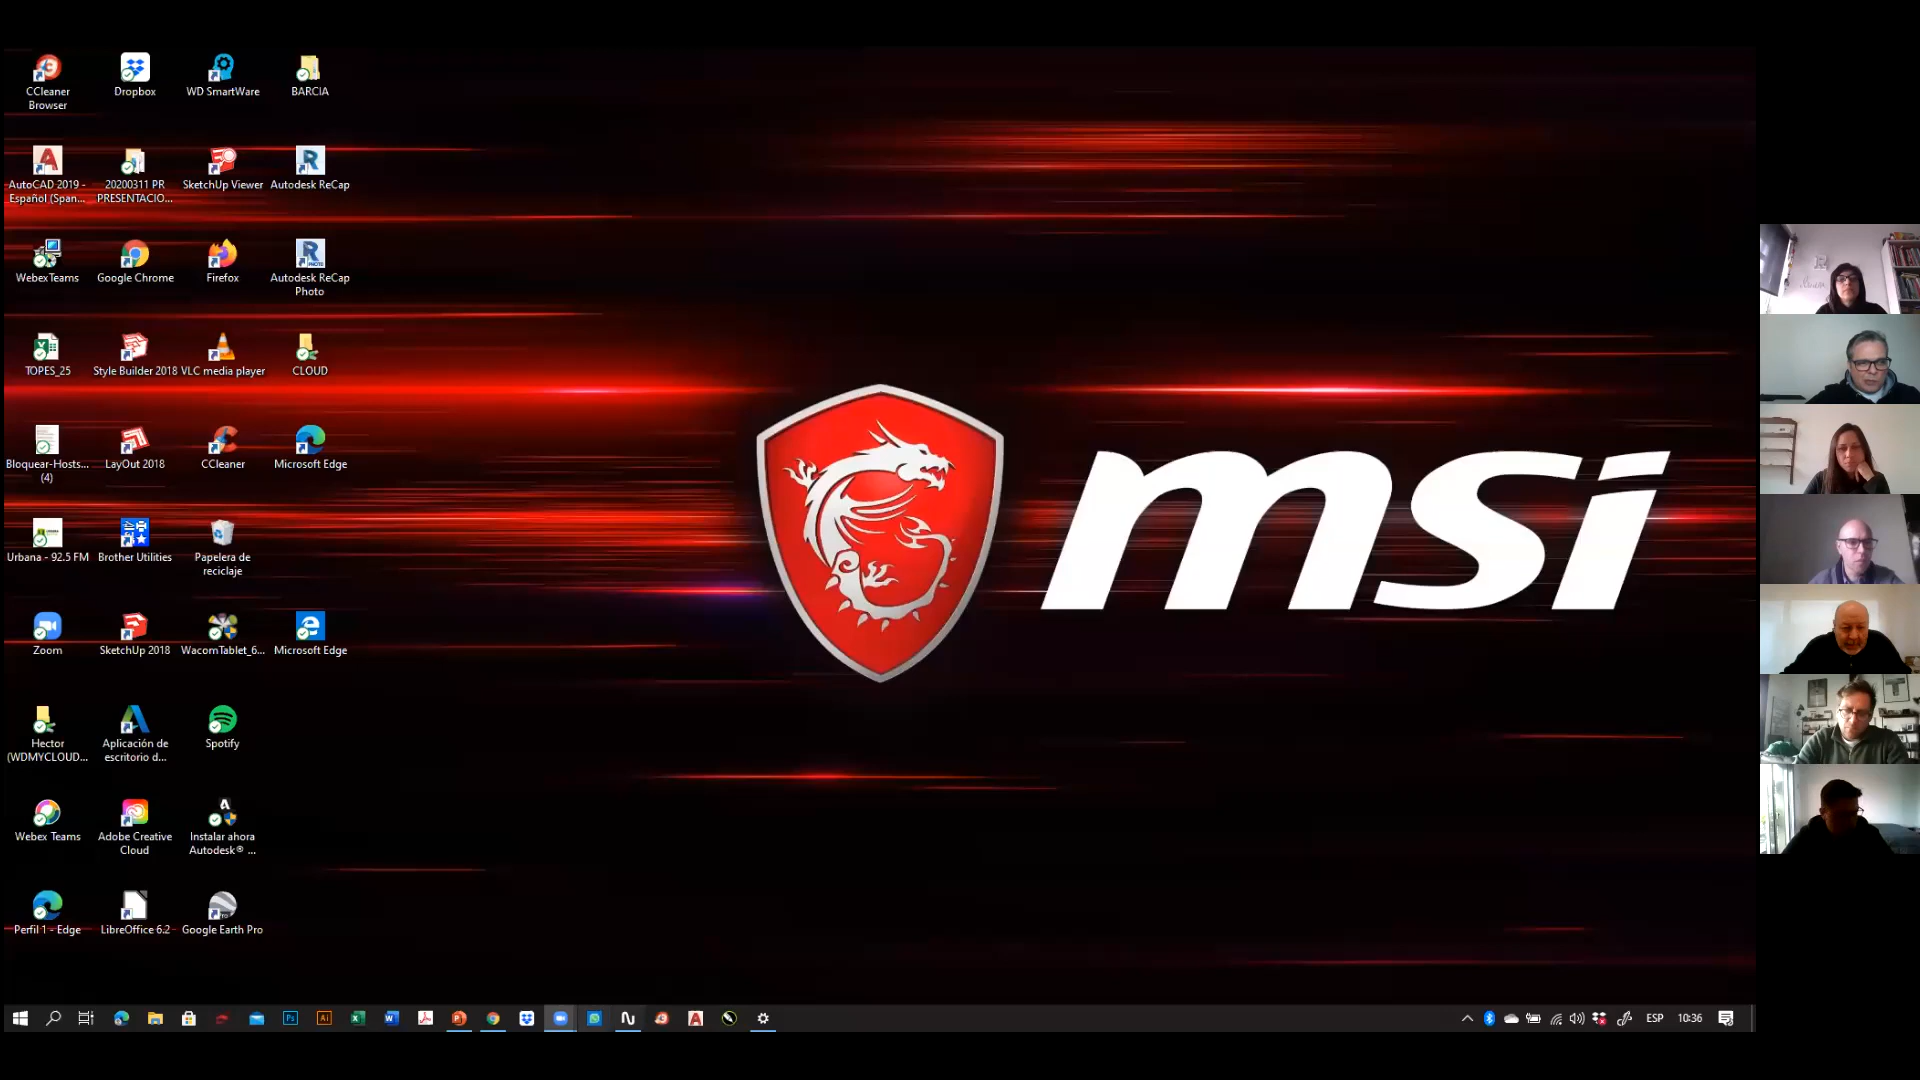 CCleaner
Browser
Dropbox
WD SmartWare
BARCIA
AutoCAD 2019 -
Español (Span...
20200311 PR
PRESENTACIO...
SketchUp Viewer
Autodesk ReCap
WebexTeams
Google Chrome
Firefox
Autodesk ReCap
Photo
TOPES_25
Style Builder 2018
VLC media player
CLOUD
Bloquear-Hosts...
(4)
LayOut 2018
CCleaner
Microsoft Edge
Urbana - 92.5 FM
Brother Utilities
Papelera de
reciclaje
Zoom
SketchUp 2018
WacomTablet_6...
Microsoft Edge
Hector
(WDMYCLOUD...
Aplicación de
escritorio d...
Spotify
Webex Teams
Adobe Creative
Cloud
Instalar ahora
Autodesk® ...
Perfil 1 - Edge
LibreOffice 6.2
Google Earth Pro
msi
ESP
10:36